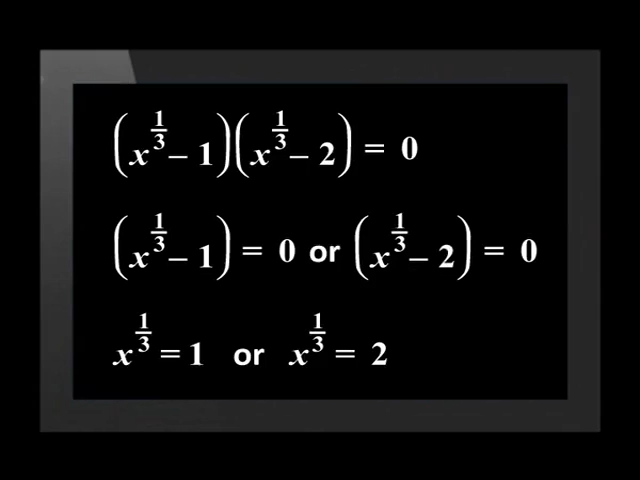 (x^{1/3} – 1)(x^{1/3} – 2) = 0
(x^{1/3} – 1) = 0 or (x^{1/3} – 2) = 0
x^{1/3} = 1 or x^{1/3} = 2